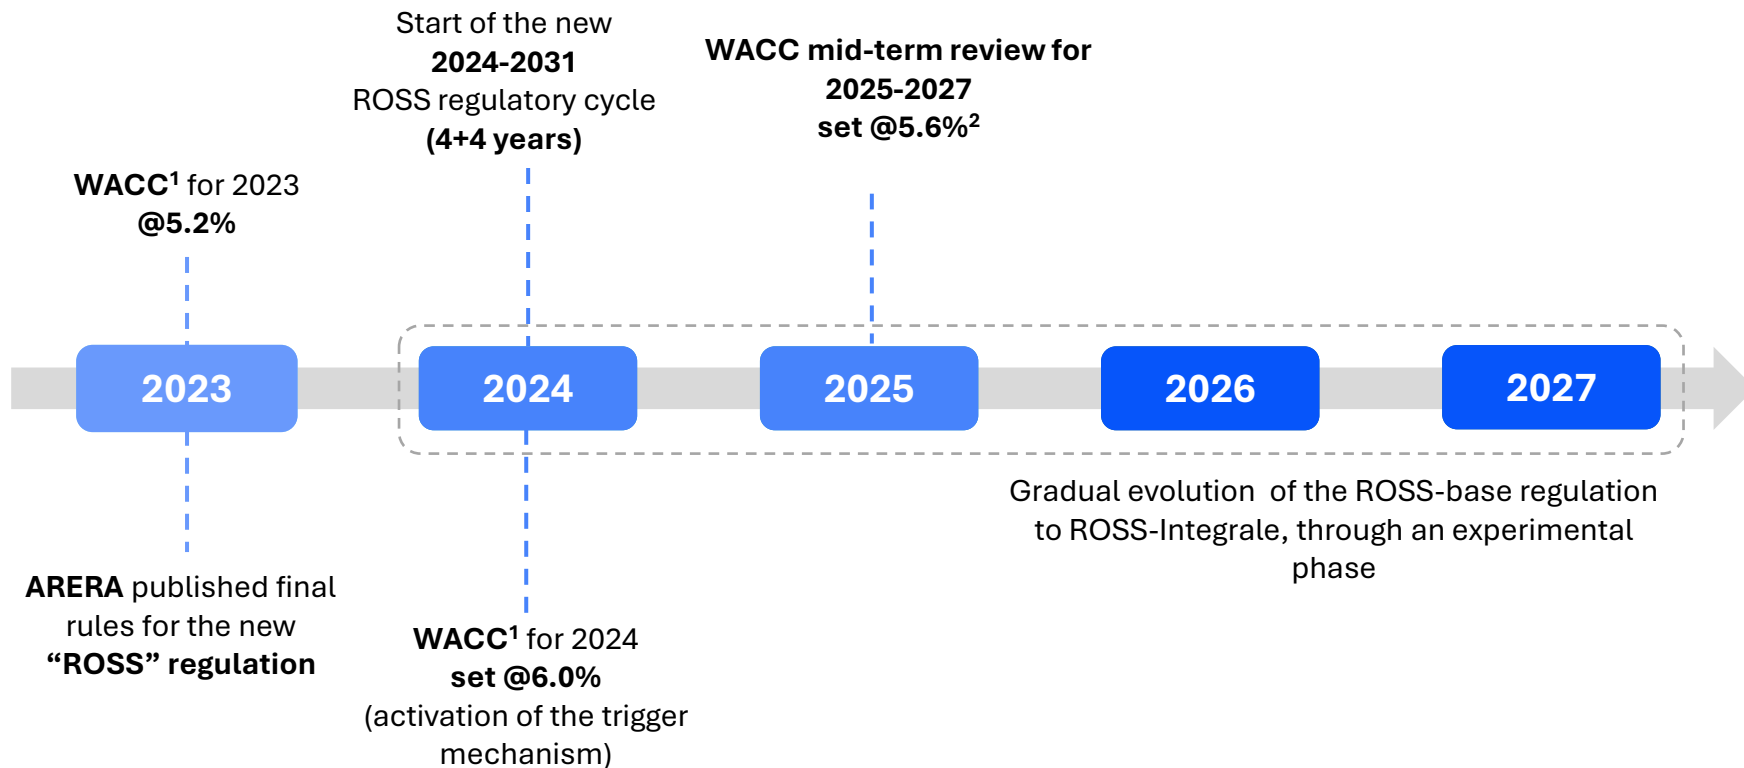 Start of the new
2024-2031
ROSS regulatory cycle
(4+4 years)
WACC mid-term review for
2025-2027
set @5.6%²
WACC¹ for 2023
@5.2%
2023
2024
2025
2026
2027
Gradual evolution of the ROSS-base regulation
to ROSS-Integrale, through an experimental
phase
ARERA published final
rules for the new
“ROSS” regulation
WACC¹ for 2024
set @6.0%
(activation of the trigger
mechanism)